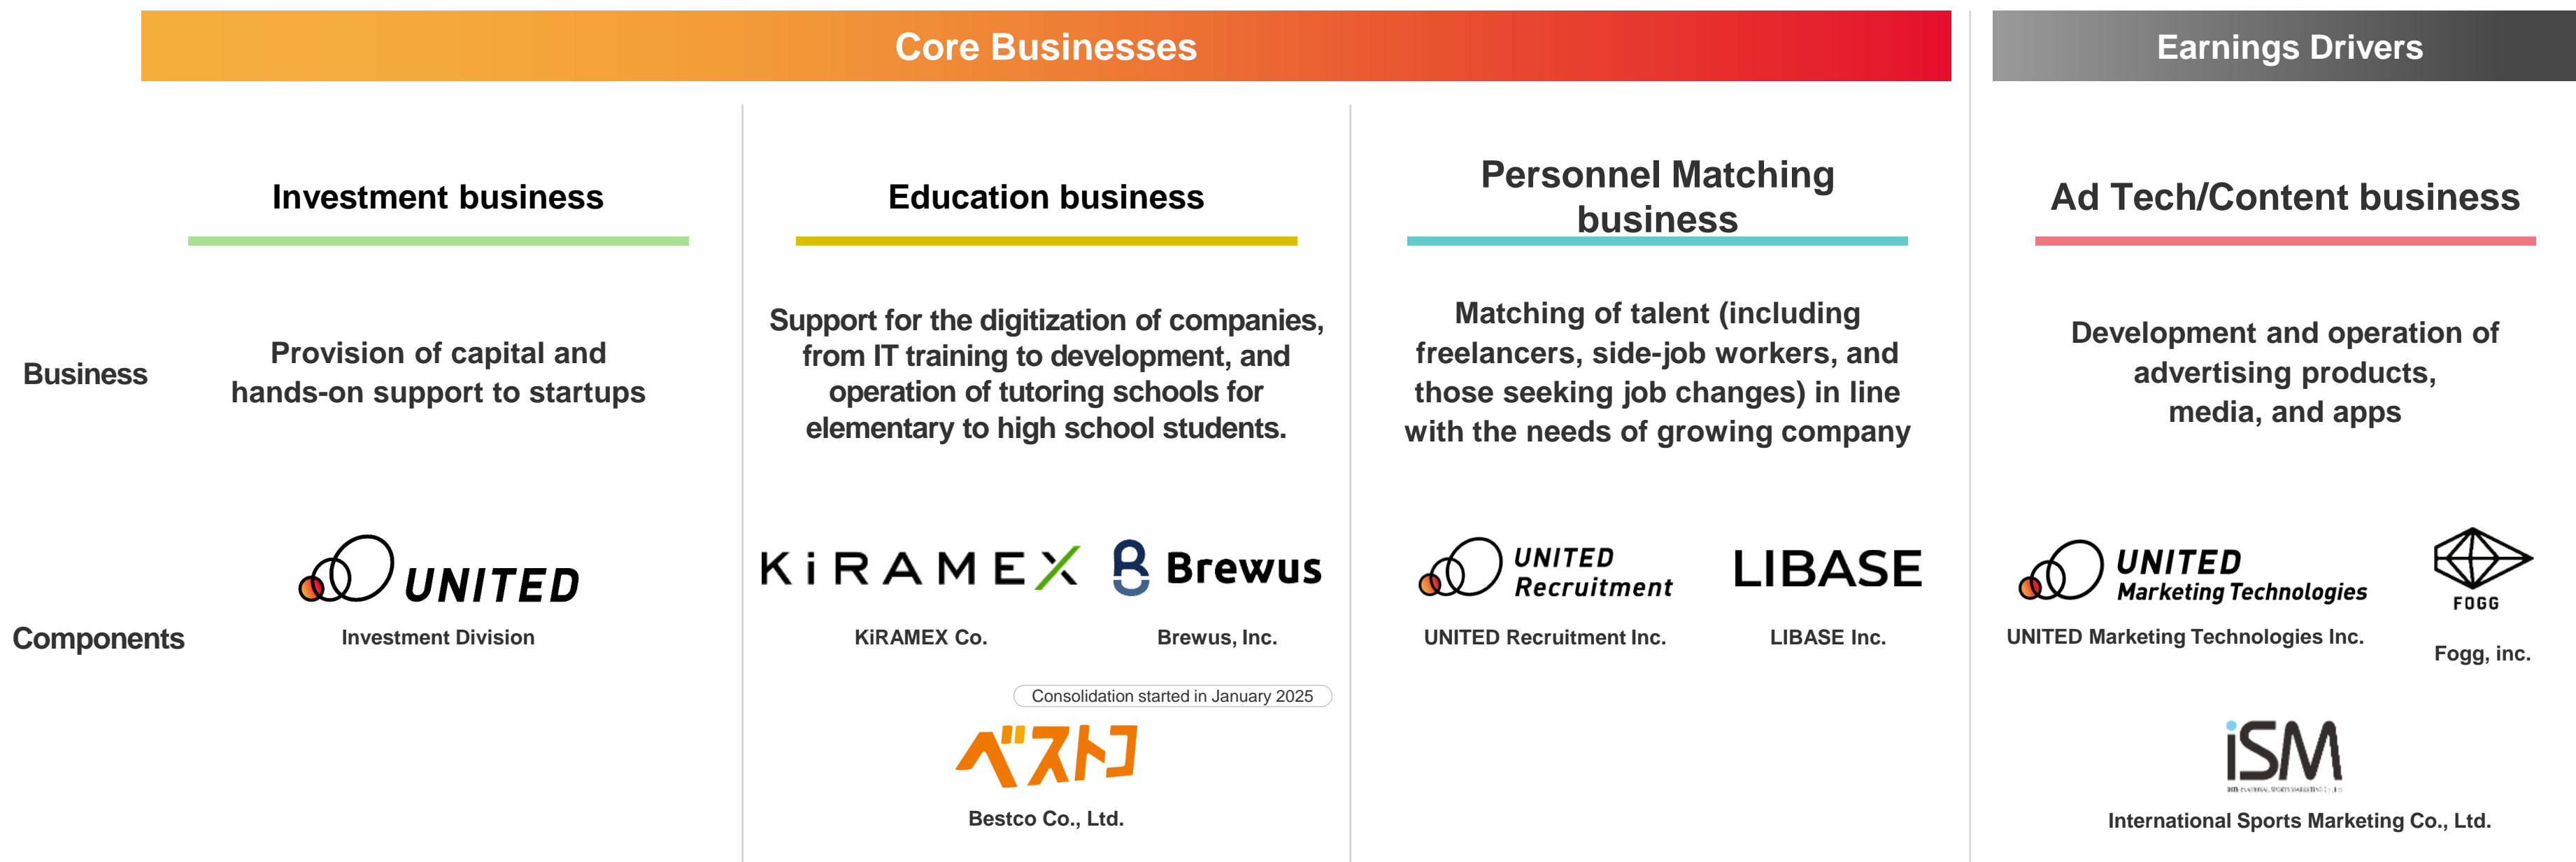 Core Businesses
Earnings Drivers
Investment business
Education business
Personnel Matching
business
Ad Tech/Content business
Business
Provision of capital and
hands-on support to startups
Support for the digitization of companies,
from IT training to development, and
operation of tutoring schools for
elementary to high school students.
Matching of talent (including
freelancers, side-job workers, and
those seeking job changes) in line
with the needs of growing company
Development and operation of
advertising products,
media, and apps
Components
UNITED
Investment Division
KiRAMEX
KiRAMEX Co.
Brewus
Brewus, Inc.
Consolidation started in January 2025
ベストコ
Bestco Co., Ltd.
UNITED
Recruitment
UNITED Recruitment Inc.
LIBASE
LIBASE Inc.
UNITED
Marketing Technologies
UNITED Marketing Technologies Inc.
FOGG
Fogg, inc.
iSM
International Sports Marketing Co., Ltd.